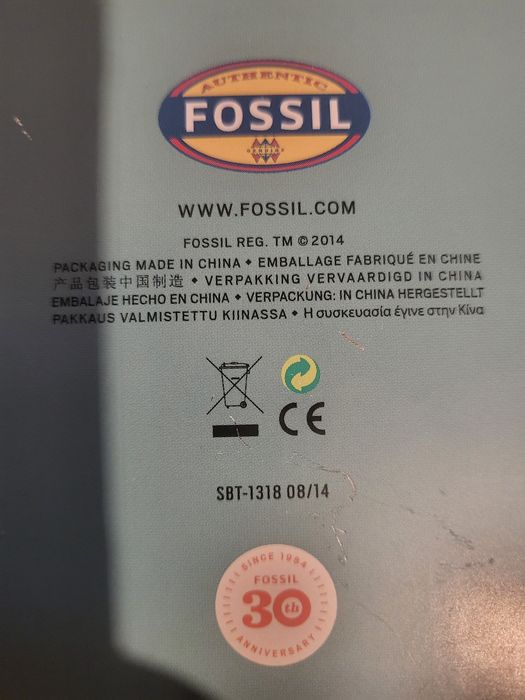 AUTHENTIC
FOSSIL
WWW.FOSSIL.COM
FOSSIL REG. TM © 2014
PACKAGING MADE IN CHINA ◆ EMBALLAGE FABRIQUÉ EN CHINE
产品包装中国制造 ◆ VERPAKKING VERVAARDIGD IN CHINA
EMBALAJE HECHO EN CHINA ◆ VERPACKUNG: IN CHINA HERGESTELLT
PAKKAUS VALMISTETTU KIINASSA ◆ Η συσκευασία έγινε στην Κίνα
CE
SBT-1318 08/14
SINCE 1984
FOSSIL
30th
ANNIVERSARY